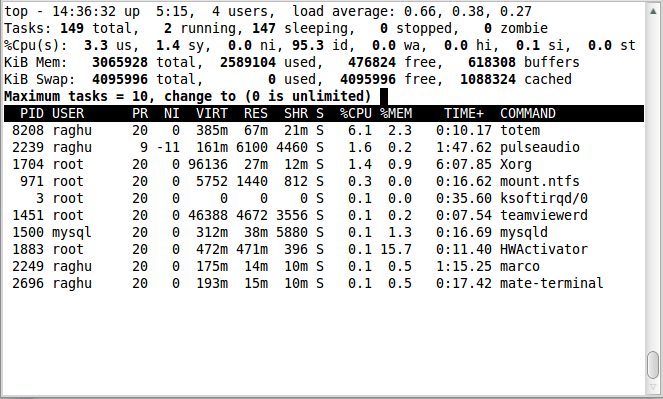 top - 14:36:32 up  5:15,  4 users,  load average: 0.66, 0.38, 0.27
Tasks: 149 total,   2 running, 147 sleeping,   0 stopped,   0 zombie
%Cpu(s):  3.3 us,  1.4 sy,  0.0 ni, 95.3 id,  0.0 wa,  0.0 hi,  0.1 si,  0.0 st
KiB Mem:   3065928 total,  2589104 used,   476824 free,   618308 buffers
KiB Swap:  4095996 total,        0 used,  4095996 free,  1088324 cached
Maximum tasks = 10, change to (0 is unlimited)
  PID USER      PR  NI  VIRT  RES  SHR S  %CPU %MEM    TIME+  COMMAND
 8208 raghu     20   0  385m  67m  21m S   6.1  2.3   0:10.17 totem
 2239 raghu      9 -11  161m 6100 4460 S   1.6  0.2   1:47.62 pulseaudio
 1704 root      20   0 96136  27m  12m S   1.4  0.9   6:07.85 Xorg
  971 root      20   0  5752 1440  812 S   0.3  0.0   0:16.62 mount.ntfs
    3 root      20   0     0    0    0 S   0.1  0.0   0:35.60 ksoftirqd/0
 1451 root      20   0 46388 4672 3556 S   0.1  0.2   0:07.54 teamviewerd
 1500 mysql     20   0  312m  38m 5880 S   0.1  1.3   0:16.69 mysqld
 1883 root      20   0  472m 471m  396 S   0.1 15.7   0:11.40 HWActivator
 2249 raghu     20   0  175m  14m  10m S   0.1  0.5   1:15.25 marco
 2696 raghu     20   0  193m  15m  10m S   0.1  0.5   0:17.42 mate-terminal